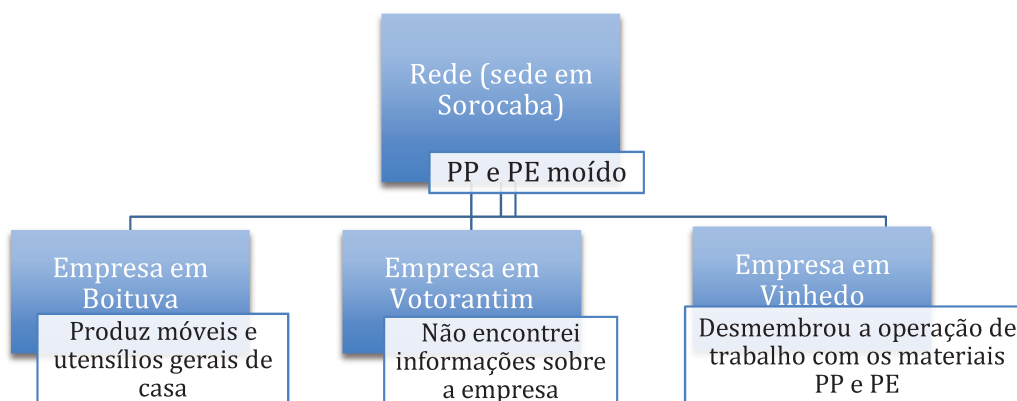 Rede (sede em
Sorocaba)
PP e PE moído
Empresa em
Boituva
Produz móveis e
utensílios gerais de
casa
Empresa em
Votorantim
Não encontrei
informações sobre
a empresa
Empresa em
Vinhedo
Desmembrou a operação de
trabalho com os materiais
PP e PE